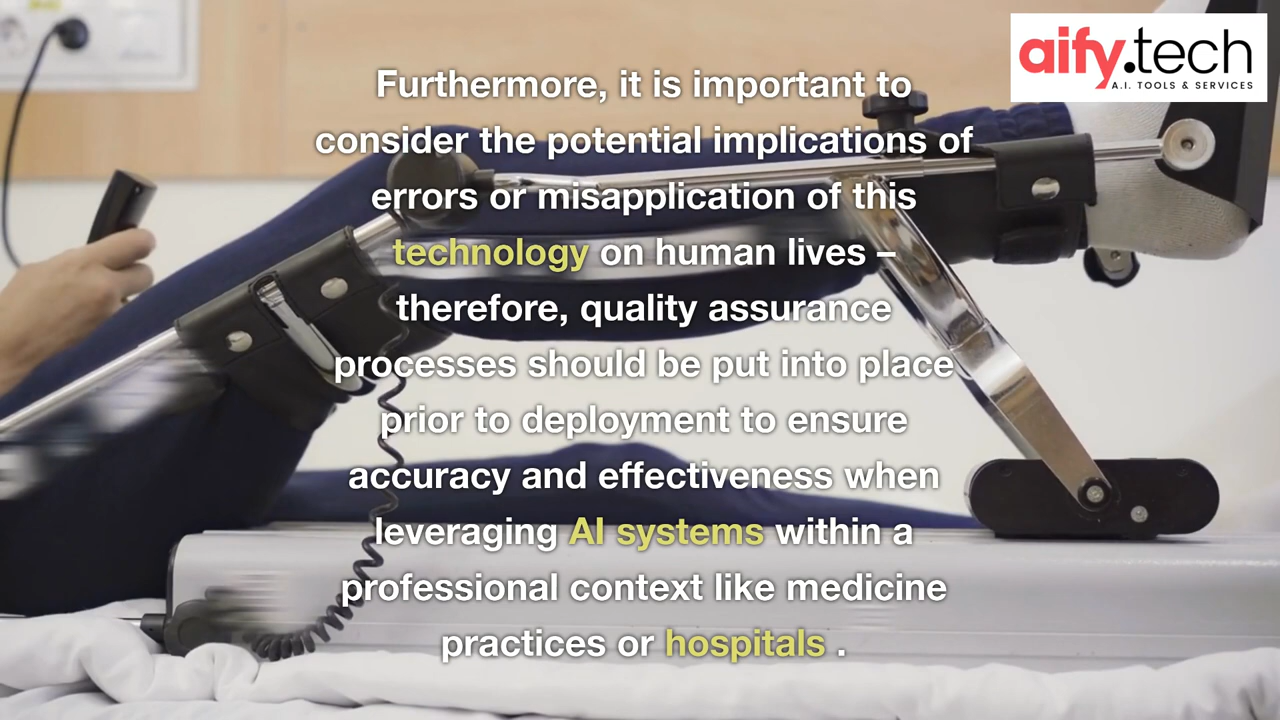 aify.tech
A.I. TOOLS & SERVICES
Furthermore, it is important to
consider the potential implications of
errors or misapplication of this
technology on human lives –
therefore, quality assurance
processes should be put into place
prior to deployment to ensure
accuracy and effectiveness when
leveraging AI systems within a
professional context like medicine
practices or hospitals .